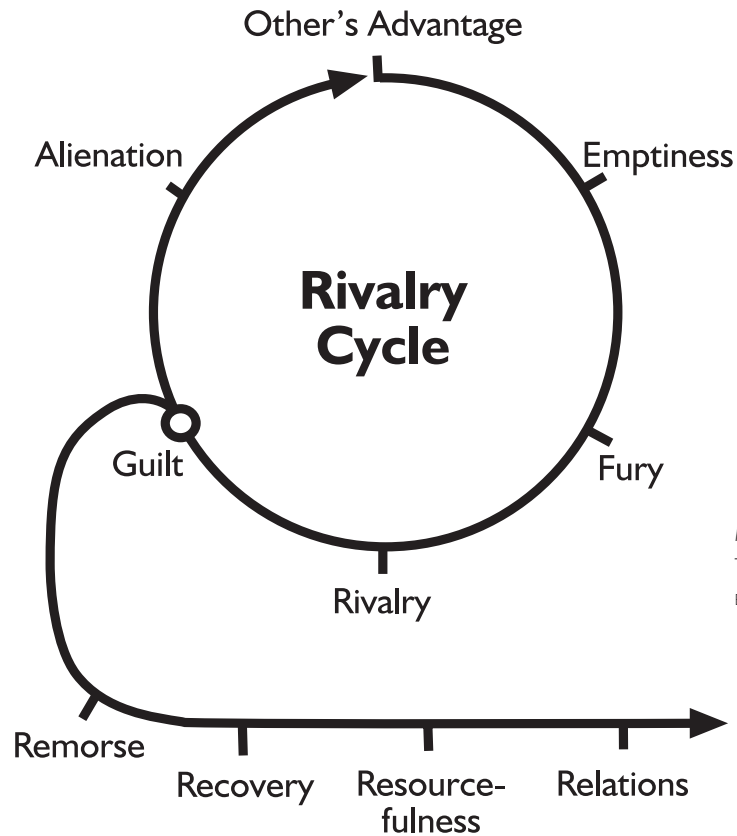 Other's Advantage
Alienation
Emptiness
Rivalry
Cycle
Guilt
Fury
Rivalry
Remorse
Recovery
Resource-
fulness
Relations